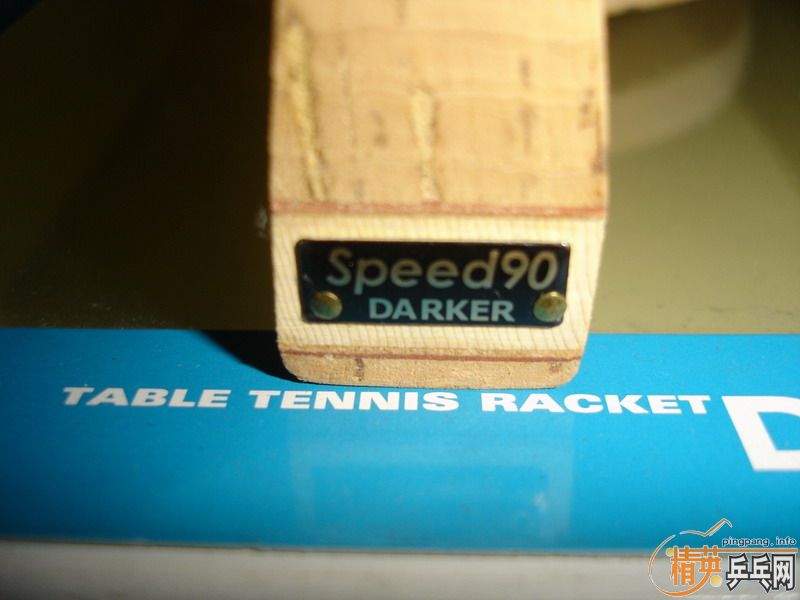 Speed90
DARKER
TABLE TENNIS RACKET D
pingpang.info
精英乒乓网